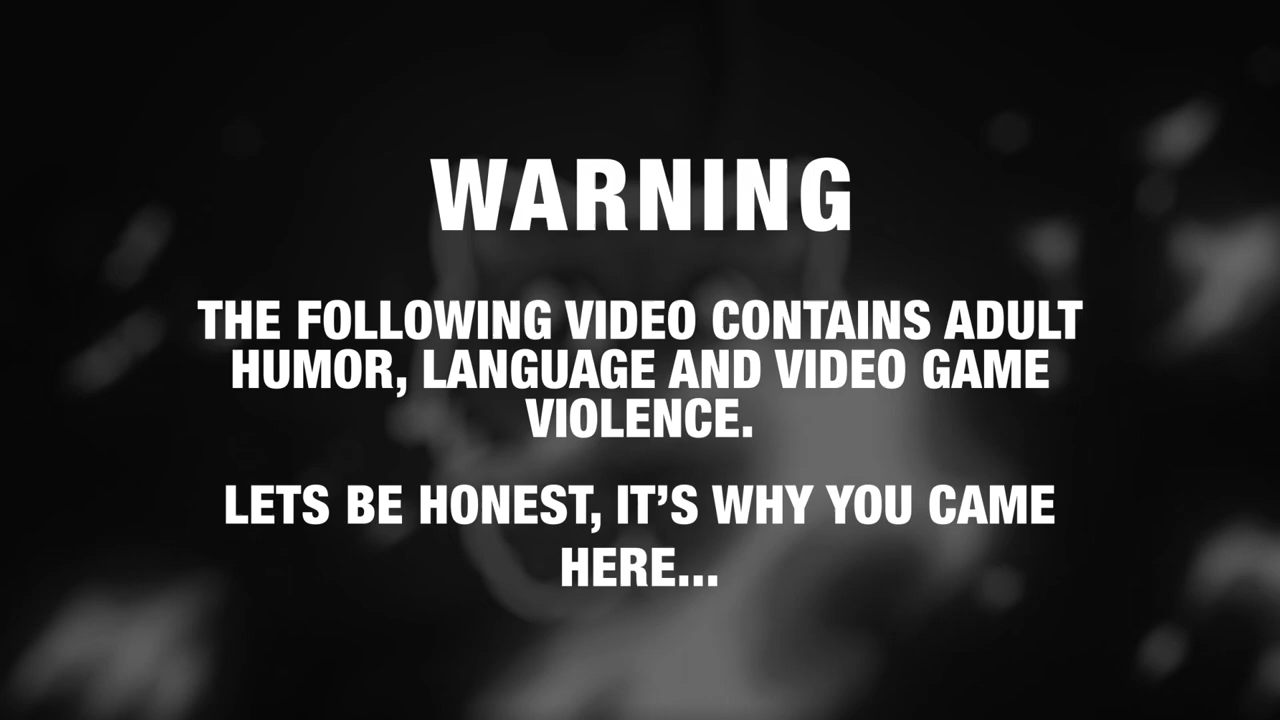 WARNING
THE FOLLOWING VIDEO CONTAINS ADULT
HUMOR, LANGUAGE AND VIDEO GAME
VIOLENCE.
LETS BE HONEST, IT’S WHY YOU CAME
HERE...